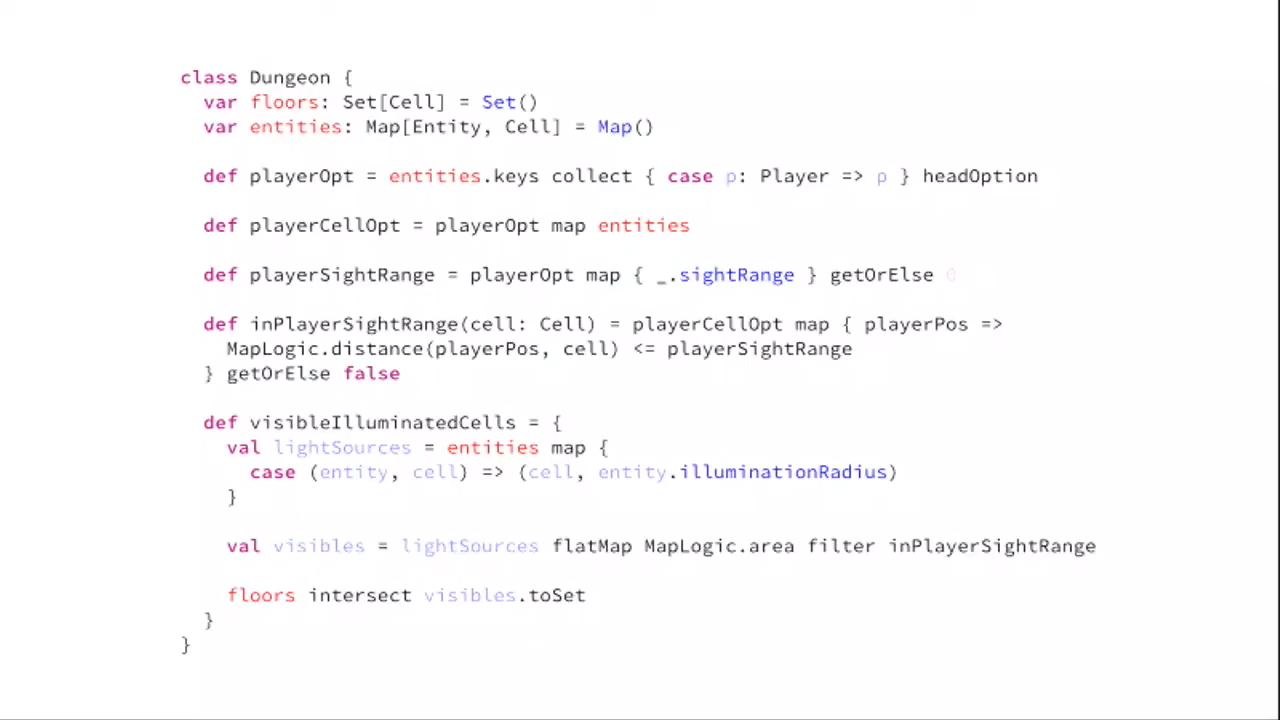 class Dungeon {
  var floors: Set[Cell] = Set()
  var entities: Map[Entity, Cell] = Map()
  def playerOpt = entities.keys collect { case p: Player => p } headOption
  def playerCellOpt = playerOpt map entities
  def playerSightRange = playerOpt map { _.sightRange } getOrElse 0
  def inPlayerSightRange(cell: Cell) = playerCellOpt map { playerPos =>
    MapLogic.distance(playerPos, cell) <= playerSightRange
  } getOrElse false
  def visibleIlluminatedCells = {
    val lightSources = entities map {
      case (entity, cell) => (cell, entity.illuminationRadius)
    }
    val visibles = lightSources flatMap MapLogic.area filter inPlayerSightRange
    floors intersect visibles.toSet
  }
}